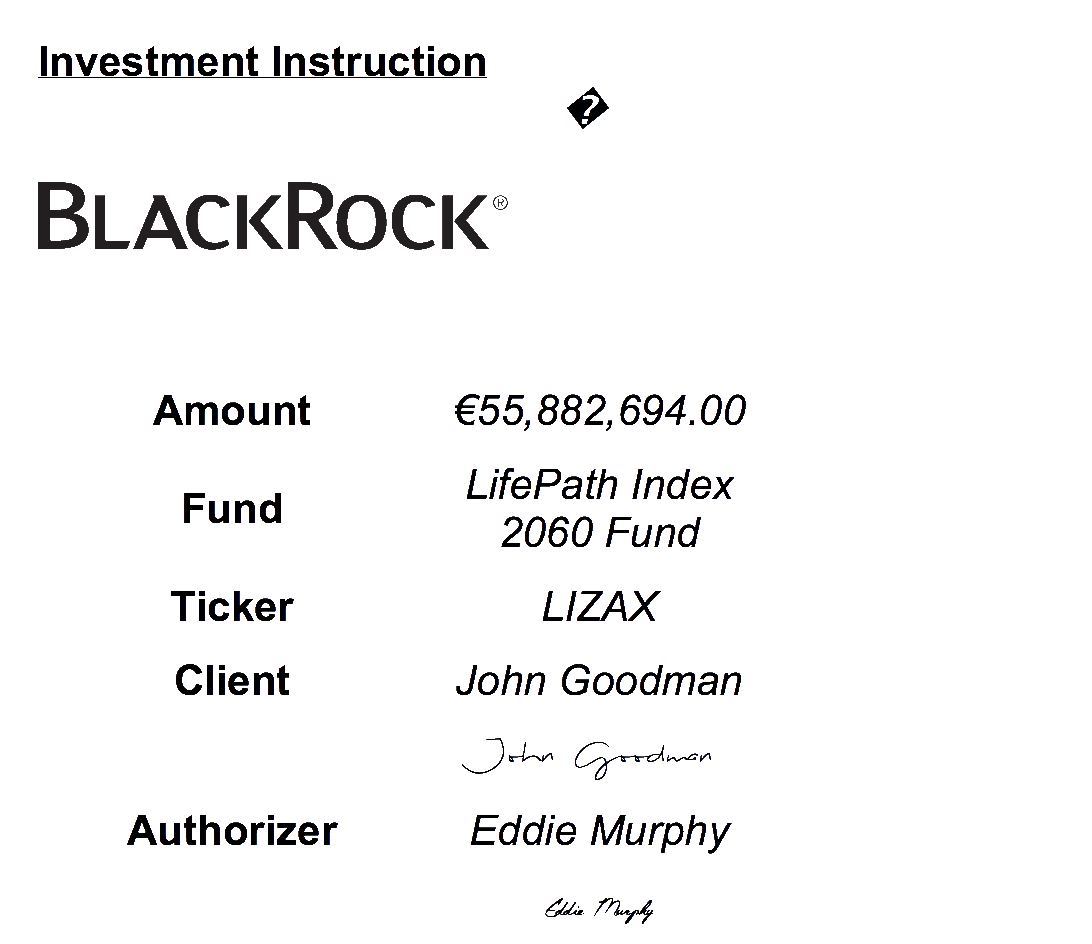 Investment Instruction
�
BLACKROCK®
Amount €55,882,694.00
Fund LifePath Index
2060 Fund
Ticker LIZAX
Client John Goodman
John Goodman
Authorizer Eddie Murphy
Eddie Murphy